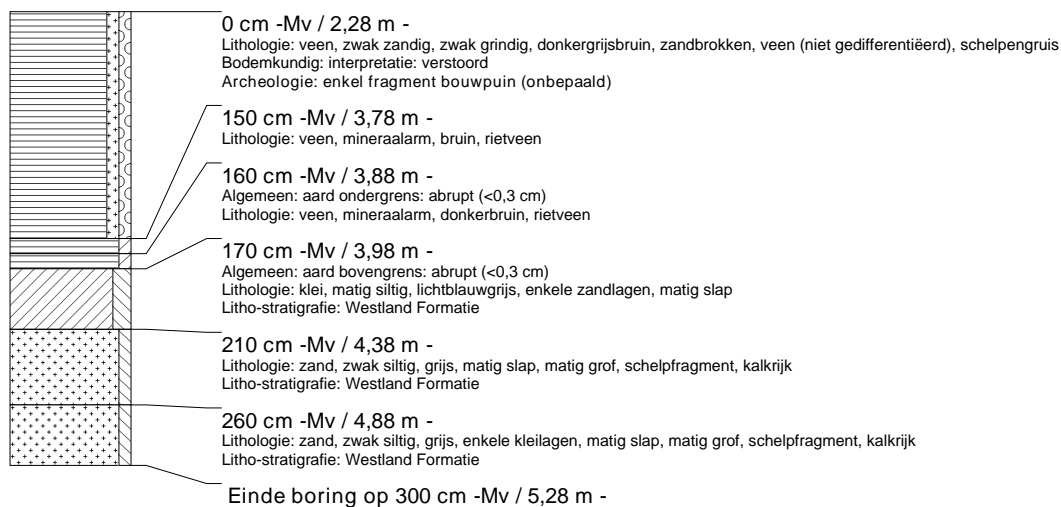 0 cm -Mv / 2,28 m -
Lithologie: veen, zwak zandig, zwak grindig, donkergrijsbruin, zandbrokken, veen (niet gedifferentiëerd), schelpengruis
Bodemkundig: interpretatie: verstoord
Archeologie: enkel fragment bouwpuin (onbepaald)
150 cm -Mv / 3,78 m -
Lithologie: veen, mineraalarm, bruin, rietveen
160 cm -Mv / 3,88 m -
Algemeen: aard ondergrens: abrupt (<0,3 cm)
Lithologie: veen, mineraalarm, donkerbruin, rietveen
170 cm -Mv / 3,98 m -
Algemeen: aard bovengrens: abrupt (<0,3 cm)
Lithologie: klei, matig siltig, lichtblauwgrijs, enkele zandlagen, matig slap
Litho-stratigrafie: Westland Formatie
210 cm -Mv / 4,38 m -
Lithologie: zand, zwak siltig, grijs, matig slap, matig grof, schelpfragment, kalkrijk
Litho-stratigrafie: Westland Formatie
260 cm -Mv / 4,88 m -
Lithologie: zand, zwak siltig, grijs, enkele kleilagen, matig slap, matig grof, schelpfragment, kalkrijk
Litho-stratigrafie: Westland Formatie
Einde boring op 300 cm -Mv / 5,28 m -